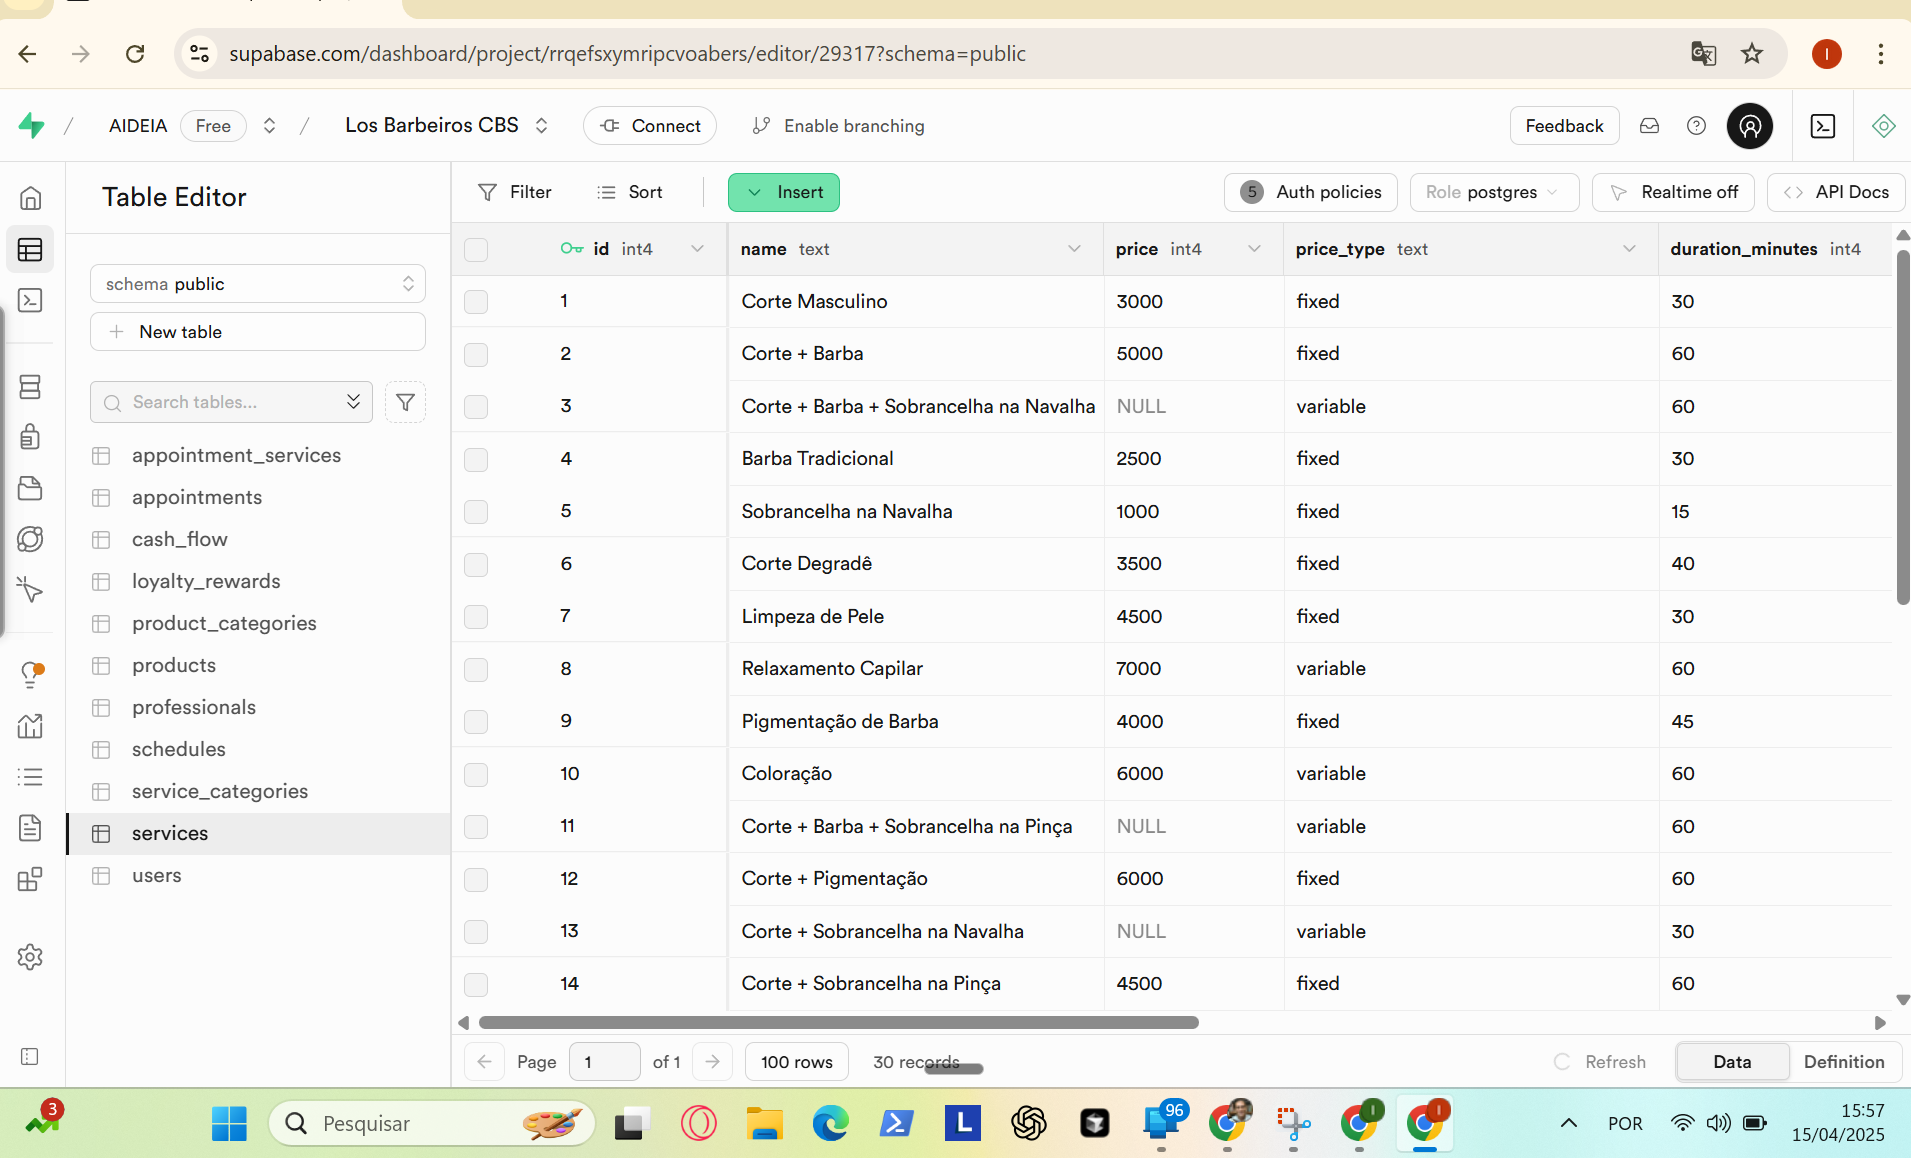 supabase.com/dashboard/project/rrqefsxymripcvoabers/editor/29317?schema=public
I
/ AIDEIA Free / Los Barbeiros CBS Connect Enable branching Feedback
Table Editor
Filter Sort Insert 5 Auth policies Role postgres Realtime off API Docs
schema public
New table
Search tables...
appointment_services
appointments
cash_flow
loyalty_rewards
product_categories
products
professionals
schedules
service_categories
services
users
id int4 name text price int4 price_type text duration_minutes int4
1 Corte Masculino 3000 fixed 30
2 Corte + Barba 5000 fixed 60
3 Corte + Barba + Sobrancelha na Navalha NULL variable 60
4 Barba Tradicional 2500 fixed 30
5 Sobrancelha na Navalha 1000 fixed 15
6 Corte Degradê 3500 fixed 40
7 Limpeza de Pele 4500 fixed 30
8 Relaxamento Capilar 7000 variable 60
9 Pigmentação de Barba 4000 fixed 45
10 Coloração 6000 variable 60
11 Corte + Barba + Sobrancelha na Pinça NULL variable 60
12 Corte + Pigmentação 6000 fixed 60
13 Corte + Sobrancelha na Navalha NULL variable 30
14 Corte + Sobrancelha na Pinça 4500 fixed 60
Page 1 of 1 100 rows 30 records Refresh Data Definition
3 Pesquisar L 96 I I POR 15:57
15/04/2025